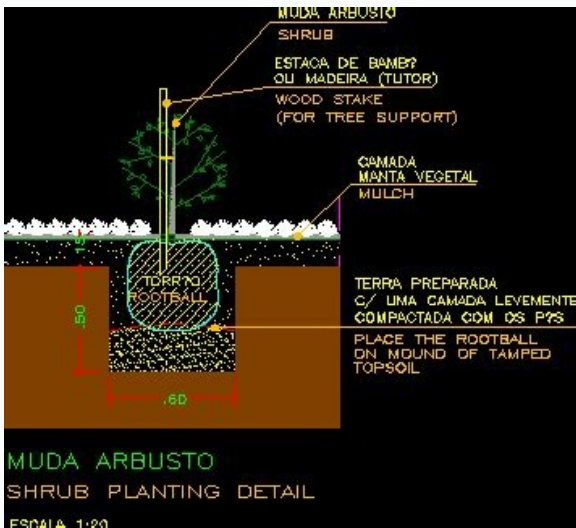 MUDA ARBUSTO
SHRUB
ESTACA DE BAMB?
OU MADEIRA (TUTOR)
WOOD STAKE
(FOR TREE SUPPORT)
CAMADA
MANTA VEGETAL
MULCH
.15
TORR?O
ROOTBALL
.50
TERRA PREPARADA
C/ UMA CAMADA LEVEMENTE
COMPACTADA COM OS P?S
PLACE THE ROOTBALL
ON MOUND OF TAMPED
TOPSOIL
.60
MUDA ARBUSTO
SHRUB PLANTING DETAIL
ESCALA 1:20